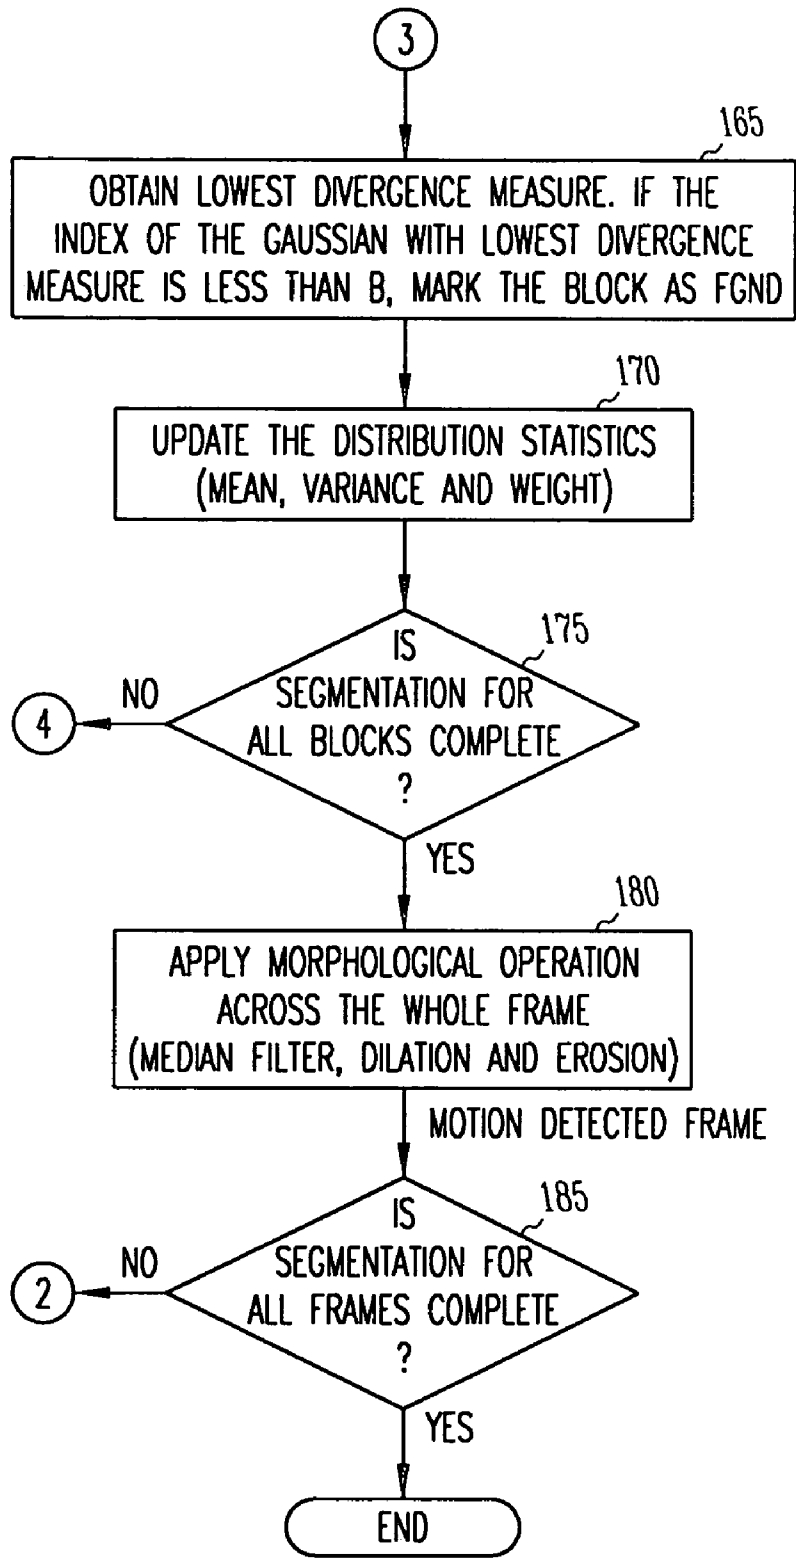 3
165
OBTAIN LOWEST DIVERGENCE MEASURE. IF THE
INDEX OF THE GAUSSIAN WITH LOWEST DIVERGENCE
MEASURE IS LESS THAN B, MARK THE BLOCK AS FGND
170
UPDATE THE DISTRIBUTION STATISTICS
(MEAN, VARIANCE AND WEIGHT)
175
IS
SEGMENTATION FOR
ALL BLOCKS COMPLETE
?
NO
4
YES
180
APPLY MORPHOLOGICAL OPERATION
ACROSS THE WHOLE FRAME
(MEDIAN FILTER, DILATION AND EROSION)
MOTION DETECTED FRAME
185
IS
SEGMENTATION FOR
ALL FRAMES COMPLETE
?
NO
2
YES
END